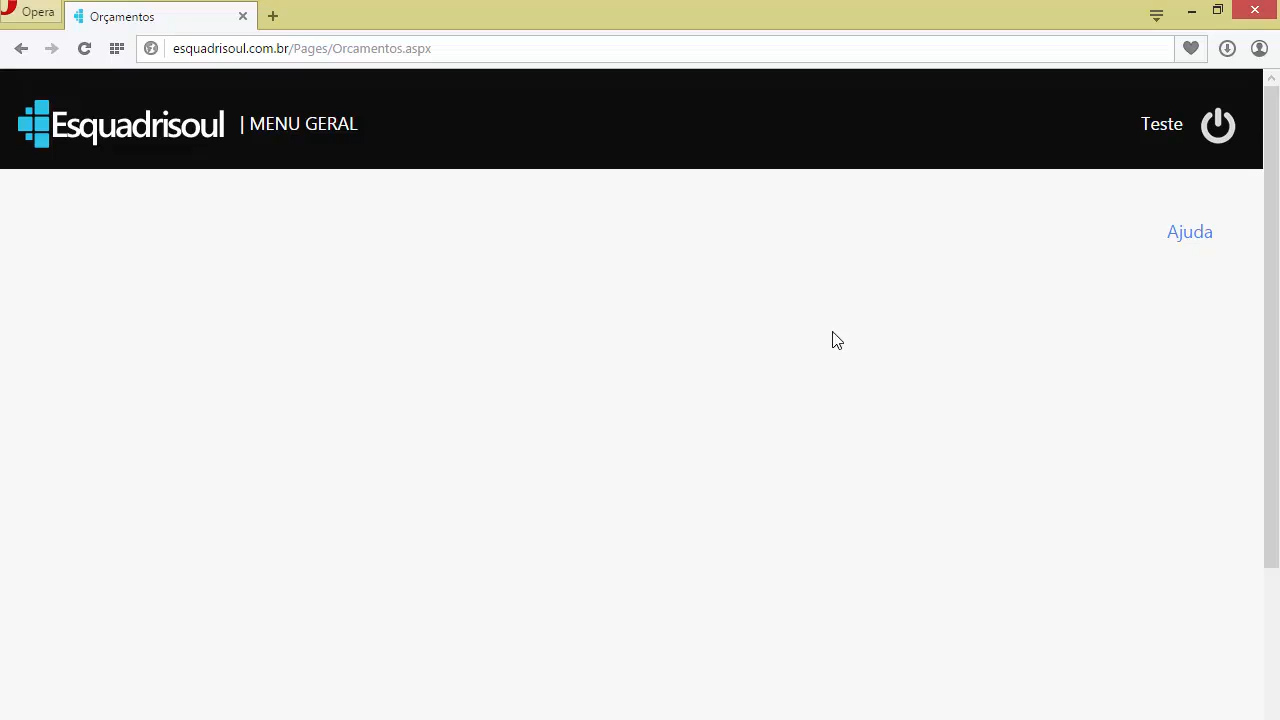 Opera
Orçamentos
esquadrisoul.com.br/Pages/Orcamentos.aspx
Esquadrisoul | MENU GERAL
Teste
Ajuda